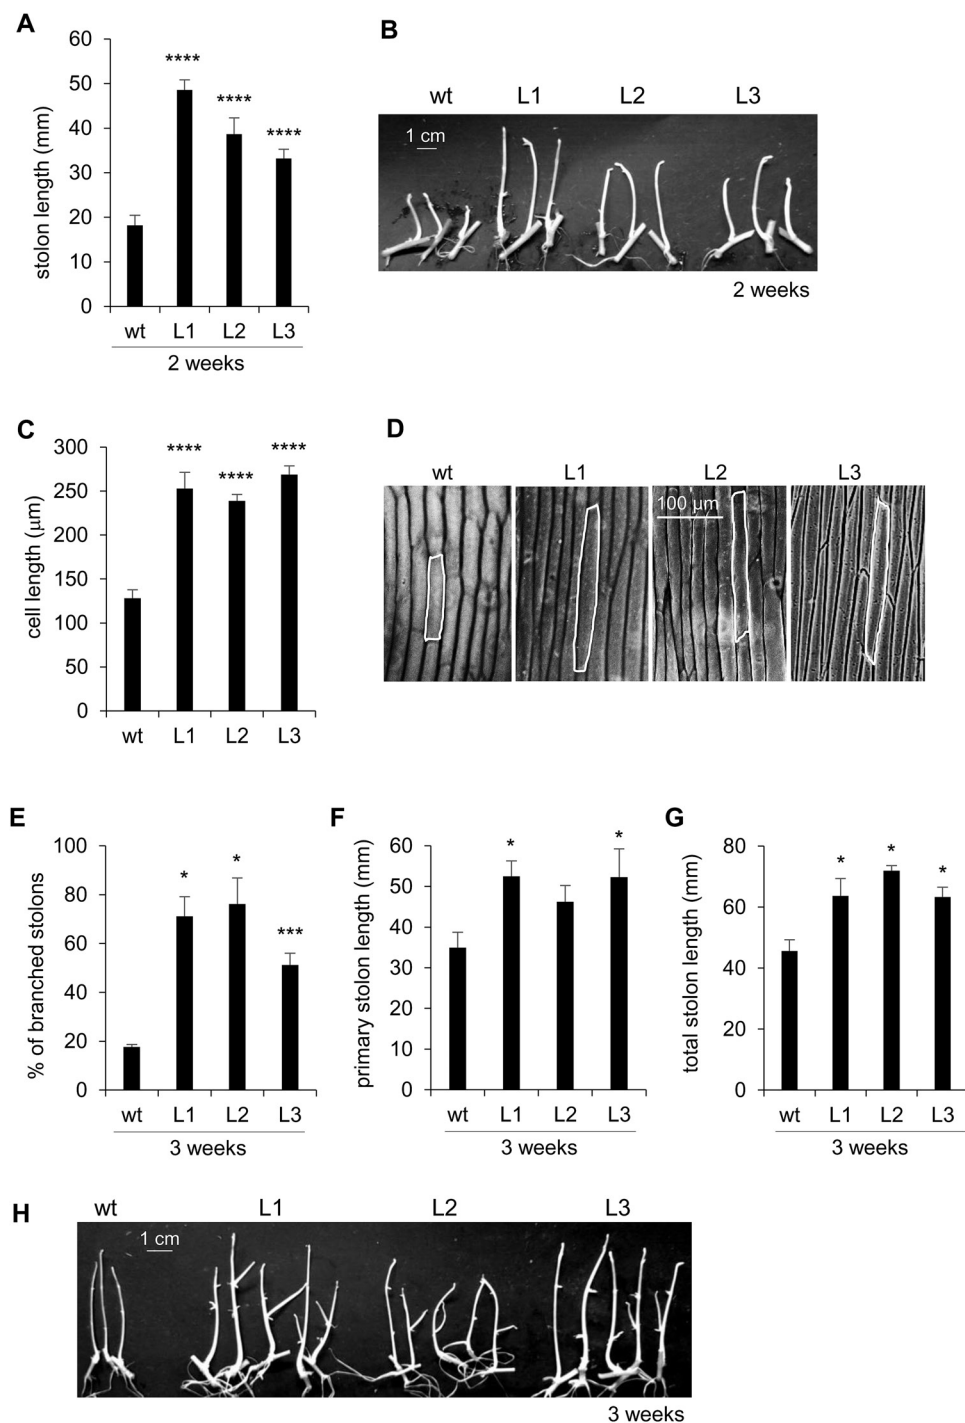 A
60
50
40
30
20
10
0
stolon length (mm)
****
****
****
wt L1 L2 L3
2 weeks
B
wt L1 L2 L3
1 cm
2 weeks
C
300
250
200
150
100
50
0
cell length (μm)
****
****
****
wt L1 L2 L3
D
wt L1 L2 L3
100 μm
E
100
80
60
40
20
0
% of branched stolons
*
*
***
wt L1 L2 L3
3 weeks
F
60
50
40
30
20
10
0
primary stolon length (mm)
*
*
wt L1 L2 L3
3 weeks
G
80
60
40
20
0
total stolon length (mm)
*
*
*
wt L1 L2 L3
3 weeks
H
wt L1 L2 L3
1 cm
3 weeks